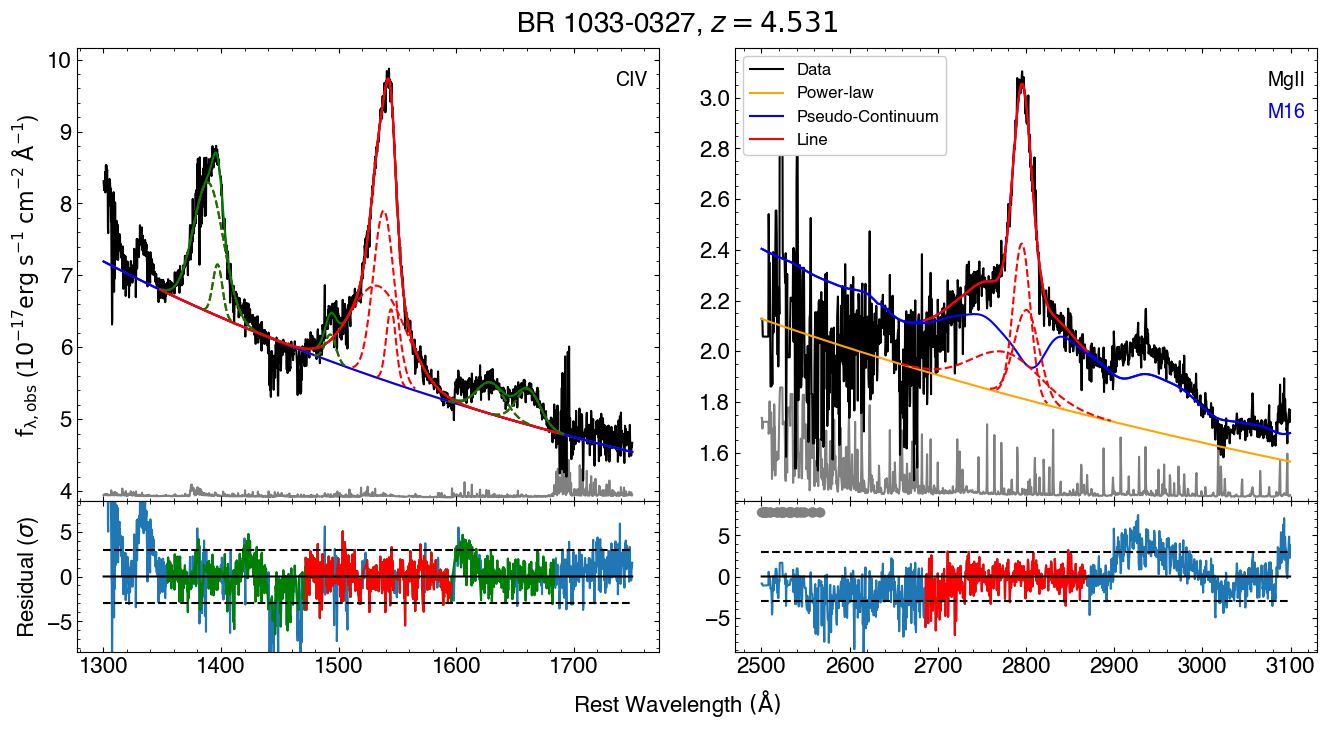 BR 1033-0327, z = 4.531
CIV
10
9
8
7
6
5
4
f_λ,obs (10⁻¹⁷erg s⁻¹ cm⁻² Å⁻¹)
Data
Power-law
Pseudo-Continuum
Line
MgII
M16
3.0
2.8
2.6
2.4
2.2
2.0
1.8
1.6
Residual (σ)
5
0
−5
1300 1400 1500 1600 1700
5
0
−5
2500 2600 2700 2800 2900 3000 3100
Rest Wavelength (Å)